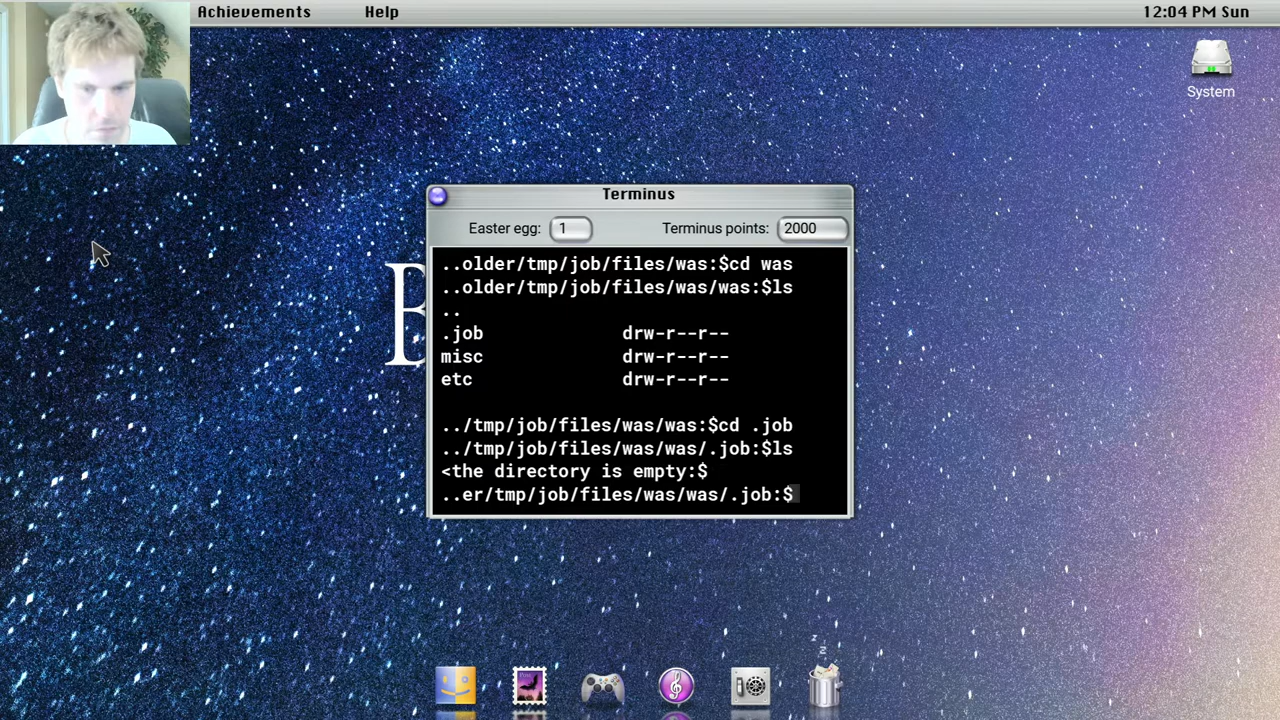 Achievements Help 12:04 PM Sun
System
Terminus
Easter egg: 1 Terminus points: 2000
..older/tmp/job/files/was:$cd was
..older/tmp/job/files/was/was:$ls
..
.job drw-r--r--
misc drw-r--r--
etc drw-r--r--
../tmp/job/files/was/was:$cd .job
../tmp/job/files/was/was/.job:$ls
<the directory is empty:$
..er/tmp/job/files/was/was/.job:$